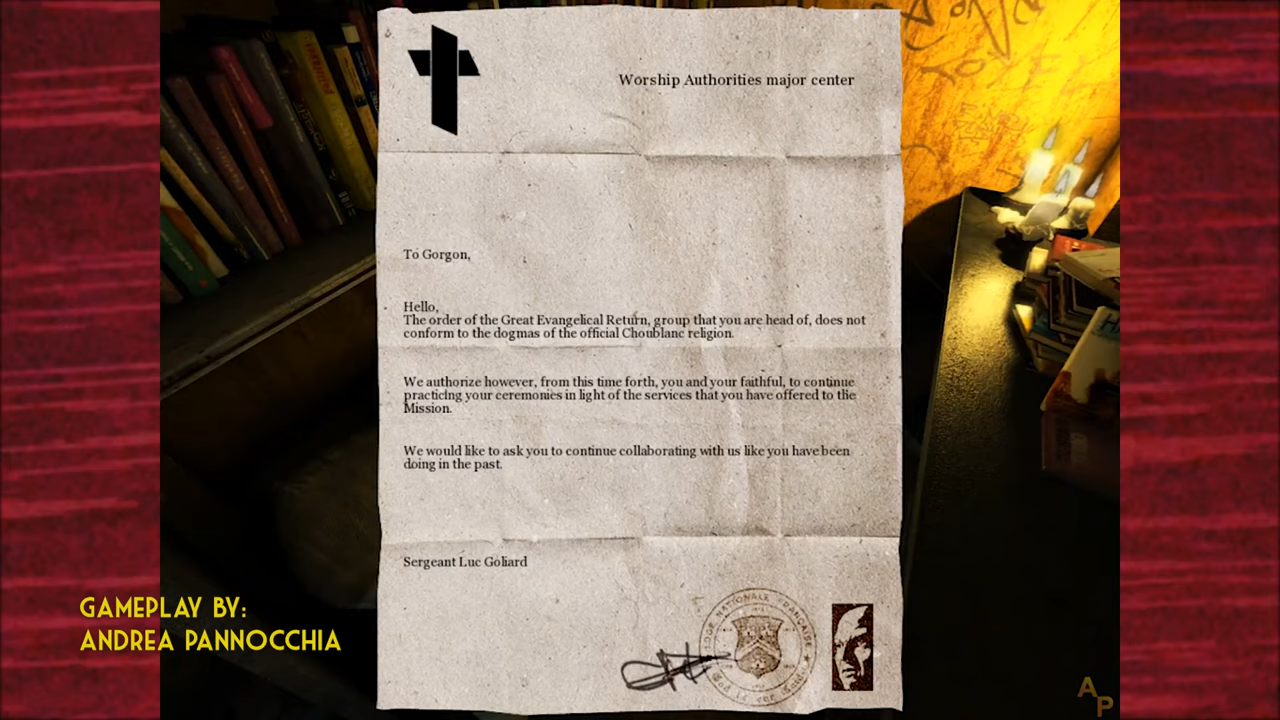 Worship Authorities major center
To Gorgon,
Hello,
The order of the Great Evangelical Return, group that you are head of, does not
conform to the dogmas of the official Choublanc religion.
We authorize however, from this time forth, you and your faithful, to continue
practicing your ceremonies in light of the services that you have offered to the
Mission.
We would like to ask you to continue collaborating with us like you have been
doing in the past.
Sergeant Luc Goliard
NATIONALE FRANÇAISE
GAMEPLAY BY:
ANDREA PANNOCCHIA
AP